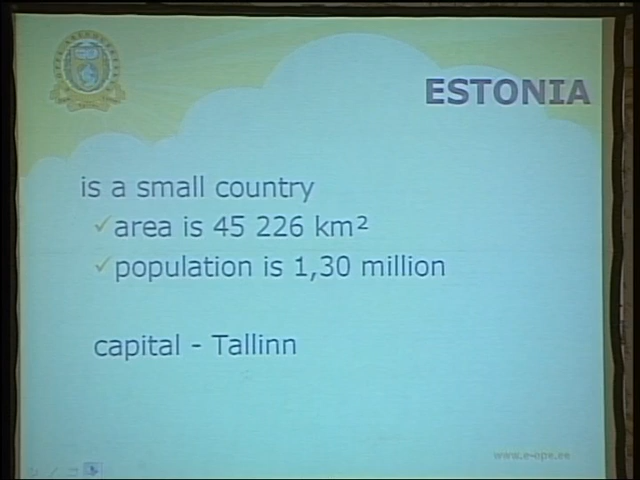 ESTONIA
is a small country
area is 45 226 km²
population is 1,30 million
capital - Tallinn
www.e-ope.ee